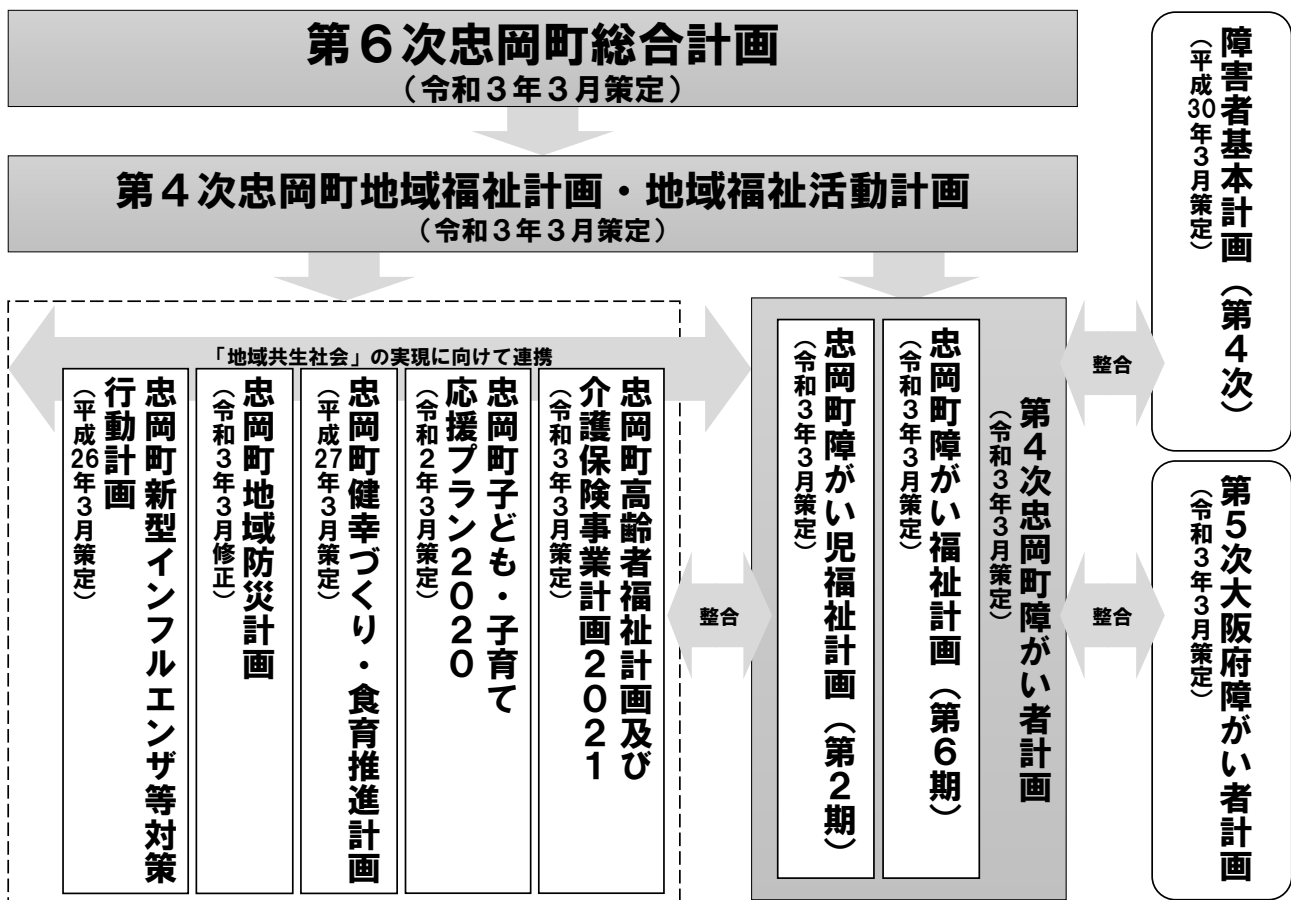 第６次忠岡町総合計画
（令和３年３月策定）
第４次忠岡町地域福祉計画・地域福祉活動計画
（令和３年３月策定）
障害者基本計画（第４次）
（平成30年３月策定）
第５次大阪府障がい者計画
（令和３年３月策定）
整合
整合
第４次忠岡町障がい者計画
（令和３年３月策定）
忠岡町障がい福祉計画（第６期）
（令和３年３月策定）
忠岡町障がい児福祉計画（第２期）
（令和３年３月策定）
整合
「地域共生社会」の実現に向けて連携
忠岡町高齢者福祉計画及び
介護保険事業計画２０２１
（令和３年３月策定）
忠岡町子ども・子育て
応援プラン２０２０
（令和２年３月策定）
忠岡町健幸づくり・食育推進計画
（平成27年３月策定）
忠岡町地域防災計画
（令和３年３月修正）
忠岡町新型インフルエンザ等対策
行動計画
（平成26年３月策定）